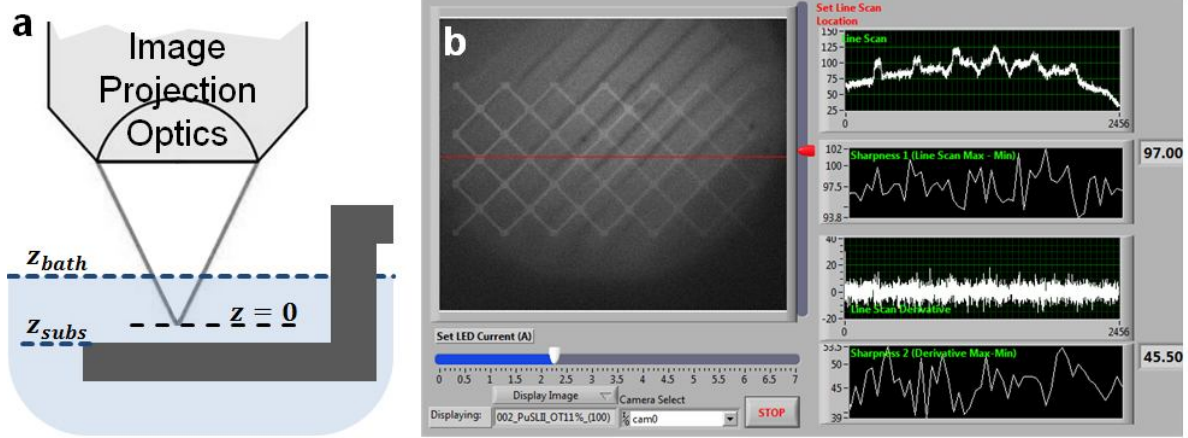 a
Image
Projection
Optics
z_bath
z_subs
z = 0
b
Set Line Scan
Location
Line Scan
150
125
100
75
50
25
0 2456
Sharpness 1 (Line Scan Max - Min)
102
100
97.5
93.8
97.00
40
20
0
-20
Line Scan Derivative
0 2456
Sharpness 2 (Derivative Max-Min)
53.5
50
45
39
45.50
Set LED Current (A)
0 0.5 1 1.5 2 2.5 3 3.5 4 4.5 5 5.5 6 6.5 7
Display Image
Camera Select
Displaying: 002_PuSLII_OT11%_(100)
cam0
STOP